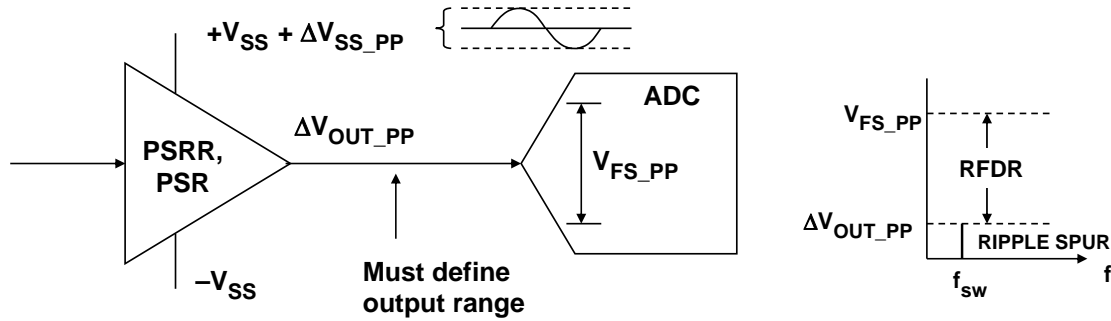 +VSS + ΔVSS_PP
ADC
PSRR,
PSR
ΔVOUT_PP
VFS_PP
Must define
output range
–VSS
VFS_PP
RFDR
ΔVOUT_PP
RIPPLE SPUR
fsw
f